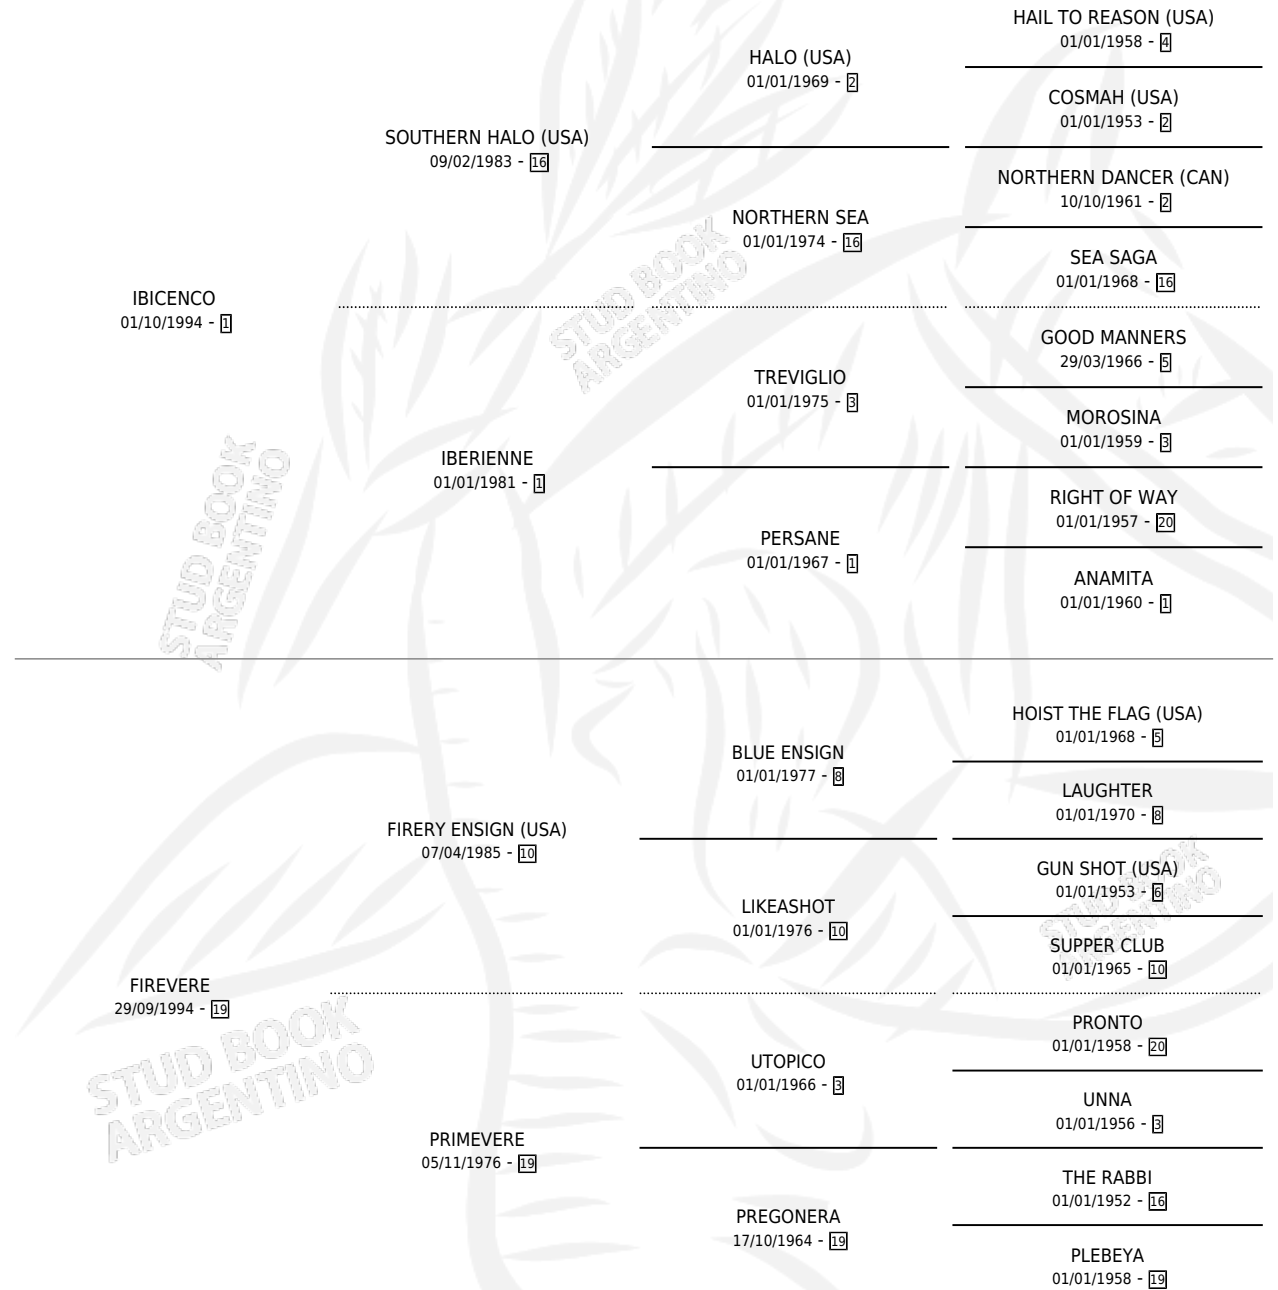 HAIL TO REASON (USA)
01/01/1958 - 4
HALO (USA)
01/01/1969 - 2
COSMAH (USA)
01/01/1953 - 2
SOUTHERN HALO (USA)
09/02/1983 - 16
NORTHERN DANCER (CAN)
10/10/1961 - 2
NORTHERN SEA
01/01/1974 - 16
SEA SAGA
01/01/1968 - 16
STUD BOOK
ARGENTINO
IBICENCO
01/10/1994 - 1
GOOD MANNERS
29/03/1966 - 5
TREVIGLIO
01/01/1975 - 3
MOROSINA
01/01/1959 - 3
IBERIENNE
01/01/1981 - 1
RIGHT OF WAY
01/01/1957 - 20
PERSANE
01/01/1967 - 1
ANAMITA
01/01/1960 - 1
STUD BOOK
ARGENTINO
HOIST THE FLAG (USA)
01/01/1968 - 5
BLUE ENSIGN
01/01/1977 - 8
LAUGHTER
01/01/1970 - 8
FIRERY ENSIGN (USA)
07/04/1985 - 10
GUN SHOT (USA)
01/01/1953 - 6
LIKEASHOT
01/01/1976 - 10
SUPPER CLUB
01/01/1965 - 10
STUD BOOK
ARGENTINO
FIREVERE
29/09/1994 - 19
PRONTO
01/01/1958 - 20
UTOPICO
01/01/1966 - 3
UNNA
01/01/1956 - 3
STUD BOOK
ARGENTINO
PRIMEVERE
05/11/1976 - 19
THE RABBI
01/01/1952 - 16
PREGONERA
17/10/1964 - 19
PLEBEYA
01/01/1958 - 19